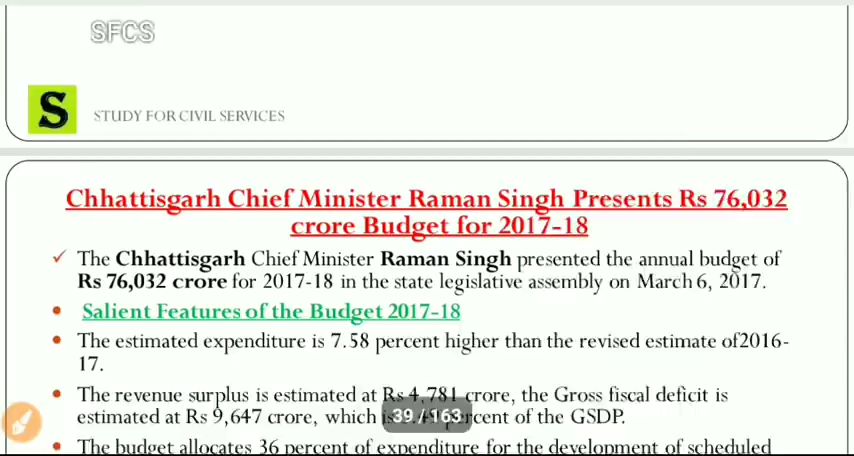 SFCS
S
STUDY FOR CIVIL SERVICES
Chhattisgarh Chief Minister Raman Singh Presents Rs 76,032
crore Budget for 2017-18
✓ The Chhattisgarh Chief Minister Raman Singh presented the annual budget of
Rs 76,032 crore for 2017-18 in the state legislative assembly on March 6, 2017.
• Salient Features of the Budget 2017-18
• The estimated expenditure is 7.58 percent higher than the revised estimate of2016-
17.
• The revenue surplus is estimated at Rs 4,781 crore, the Gross fiscal deficit is
estimated at Rs 9,647 crore, which is percent of the GSDP.
39 / 163
• The budget allocates 36 percent of expenditure for the development of scheduled